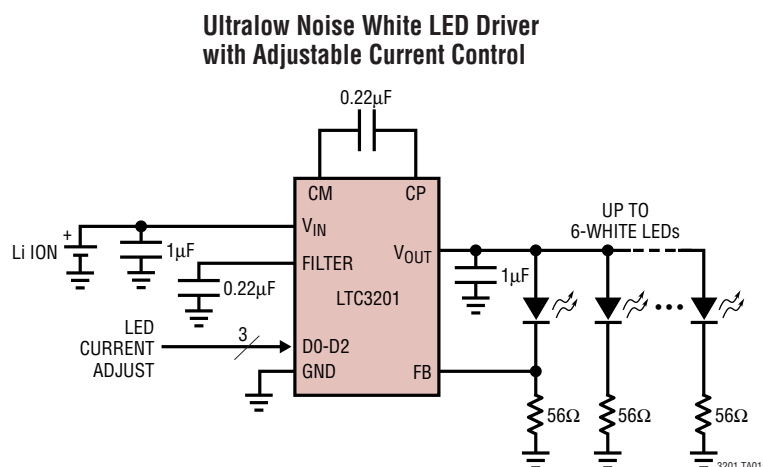 Ultralow Noise White LED Driver
with Adjustable Current Control
0.22µF
CM
CP
VIN
Li ION
+
1µF
FILTER
0.22µF
LTC3201
VOUT
1µF
UP TO
6-WHITE LEDs
LED
CURRENT
ADJUST
3
D0-D2
GND
FB
56Ω
56Ω
56Ω
3201 TA01